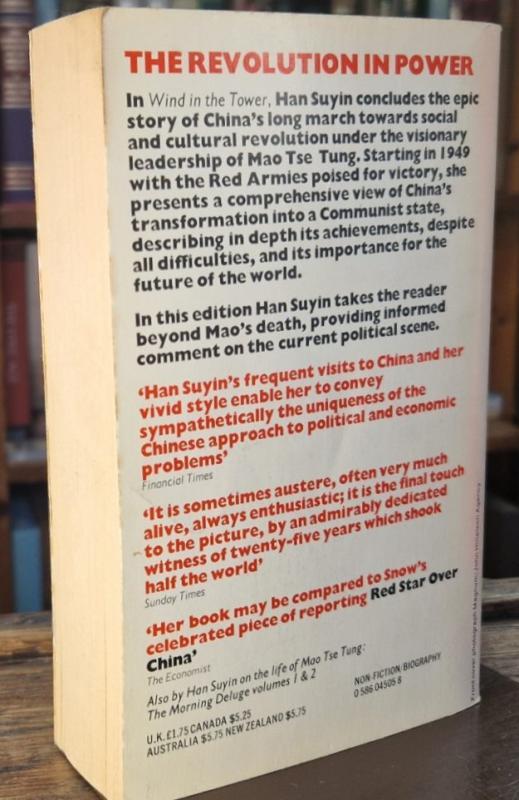 THE REVOLUTION IN POWER
In Wind in the Tower, Han Suyin concludes the epic
story of China's long march towards social
and cultural revolution under the visionary
leadership of Mao Tse Tung. Starting in 1949
with the Red Armies poised for victory, she
presents a comprehensive view of China's
transformation into a Communist state,
describing in depth its achievements, despite
all difficulties, and its importance for the
future of the world.
In this edition Han Suyin takes the reader
beyond Mao's death, providing informed
comment on the current political scene.
‘Han Suyin's frequent visits to China and her
vivid style enable her to convey
sympathetically the uniqueness of the
Chinese approach to political and economic
problems’
Financial Times
‘It is sometimes austere, often very much
alive, always enthusiastic; it is the final touch
to the picture, by an admirably dedicated
witness of twenty-five years which shook
half the world’
Sunday Times
‘Her book may be compared to Snow's
celebrated piece of reporting Red Star Over
China’
The Economist
Also by Han Suyin on the life of Mao Tse Tung:
The Morning Deluge volumes 1 & 2
U.K. £1.75 CANADA $5.25
AUSTRALIA $5.75 NEW ZEALAND $5.75
NON-FICTION/BIOGRAPHY
0 586 04505 8
Front cover photograph Magnum/John Hillelson Agency